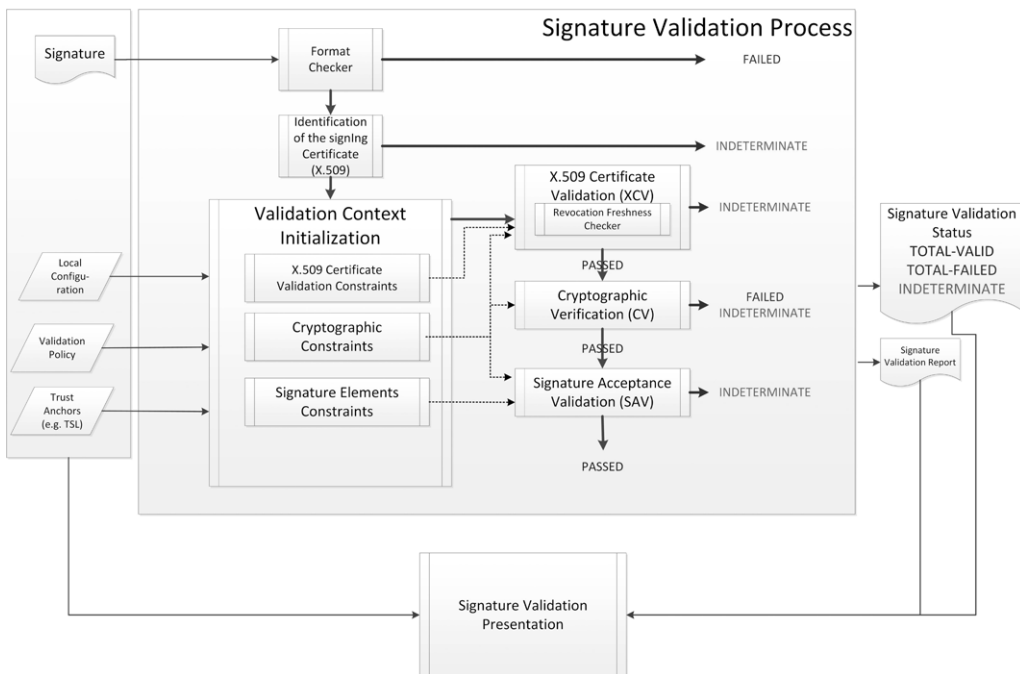 Signature Validation Process
Signature
Format
Checker
FAILED
Identification
of the signIng
Certificate
(X.509)
INDETERMINATE
X.509 Certificate
Validation (XCV)
Revocation Freshness
Checker
INDETERMINATE
PASSED
Validation Context
Initialization
X.509 Certificate
Validation Constraints
Cryptographic
Constraints
Signature Elements
Constraints
Local
Configu-
ration
Validation
Policy
Trust
Anchors
(e.g. TSL)
Cryptographic
Verification (CV)
FAILED
INDETERMINATE
PASSED
Signature Acceptance
Validation (SAV)
INDETERMINATE
PASSED
Signature Validation
Status
TOTAL-VALID
TOTAL-FAILED
INDETERMINATE
Signature
Validation Report
Signature Validation
Presentation